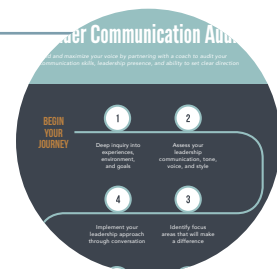 der Communication Au
and maximize your voice by partnering with a coach to audit your
communication skills, leadership presence, and ability to set clear direction
BEGIN
YOUR
JOURNEY
1
Deep inquiry into
experiences,
environment,
and goals
2
Assess your
leadership
communication, tone,
voice, and style
4
Implement your
leadership approach
through conversation
3
Identify focus
areas that will make
a difference